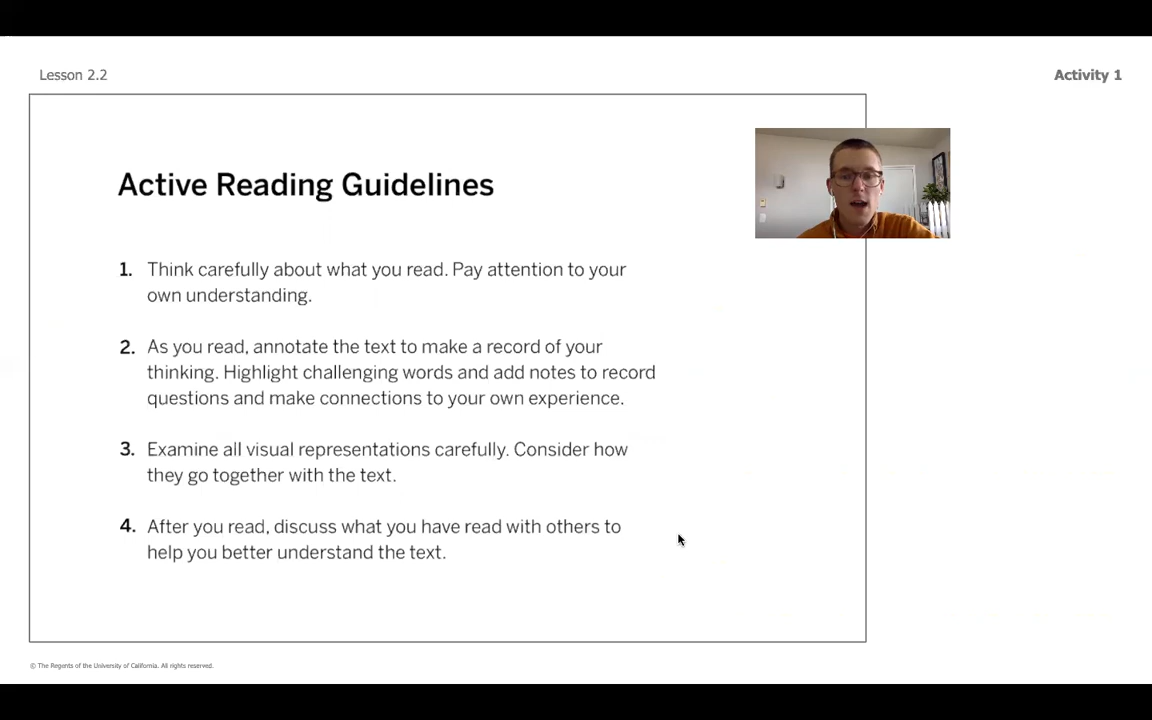 Lesson 2.2
Activity 1
Active Reading Guidelines
1. Think carefully about what you read. Pay attention to your
own understanding.
2. As you read, annotate the text to make a record of your
thinking. Highlight challenging words and add notes to record
questions and make connections to your own experience.
3. Examine all visual representations carefully. Consider how
they go together with the text.
4. After you read, discuss what you have read with others to
help you better understand the text.
© The Regents of the University of California. All rights reserved.